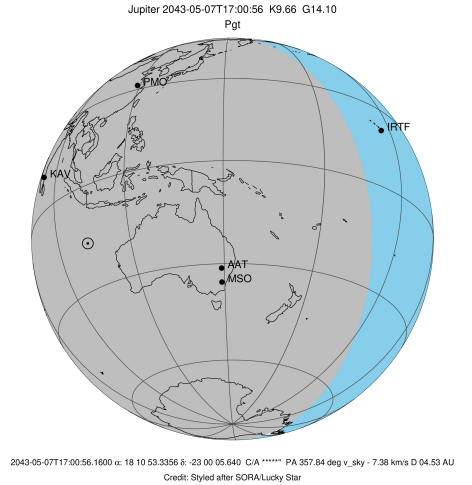 Jupiter 2043-05-07T17:00:56 K9.66 G14.10
Pgt
PMO
IRTF
KAV
AAT
MSO
2043-05-07T17:00:56.1600 α: 18 10 53.3356 δ: -23 00 05.640 C/A *****" PA 357.84 deg v_sky - 7.38 km/s D 04.53 AU
Credit: Styled after SORA/Lucky Star